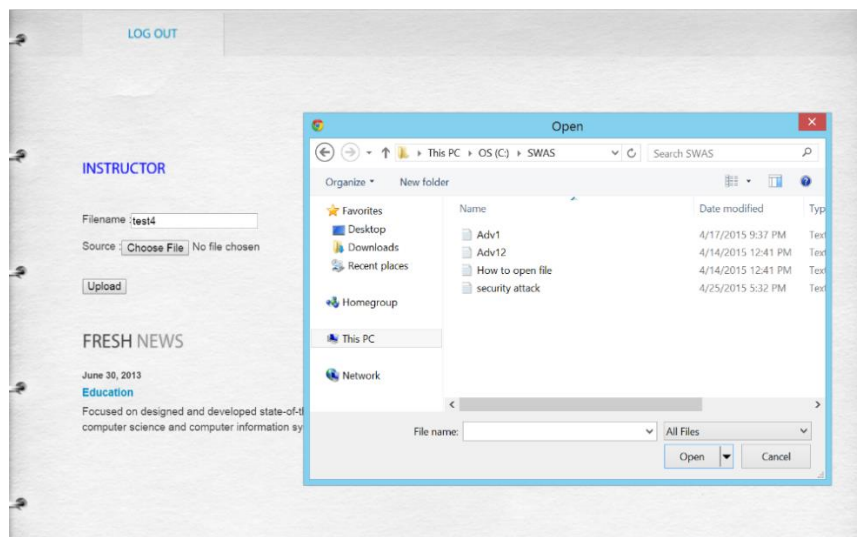 LOG OUT
INSTRUCTOR
Filename :test4
Source : Choose File No file chosen
Upload
FRESH NEWS
June 30, 2013
Education
Focused on designed and developed state-of-th
computer science and computer information sy
Open
This PC OS (C:) SWAS
Search SWAS
Organize New folder
Favorites
Desktop
Downloads
Recent places
Homegroup
This PC
Network
Name Date modified Typ
Adv1 4/17/2015 9:37 PM Text
Adv12 4/14/2015 12:41 PM Text
How to open file 4/14/2015 12:41 PM Text
security attack 4/25/2015 5:32 PM Text
File name: All Files
Open Cancel